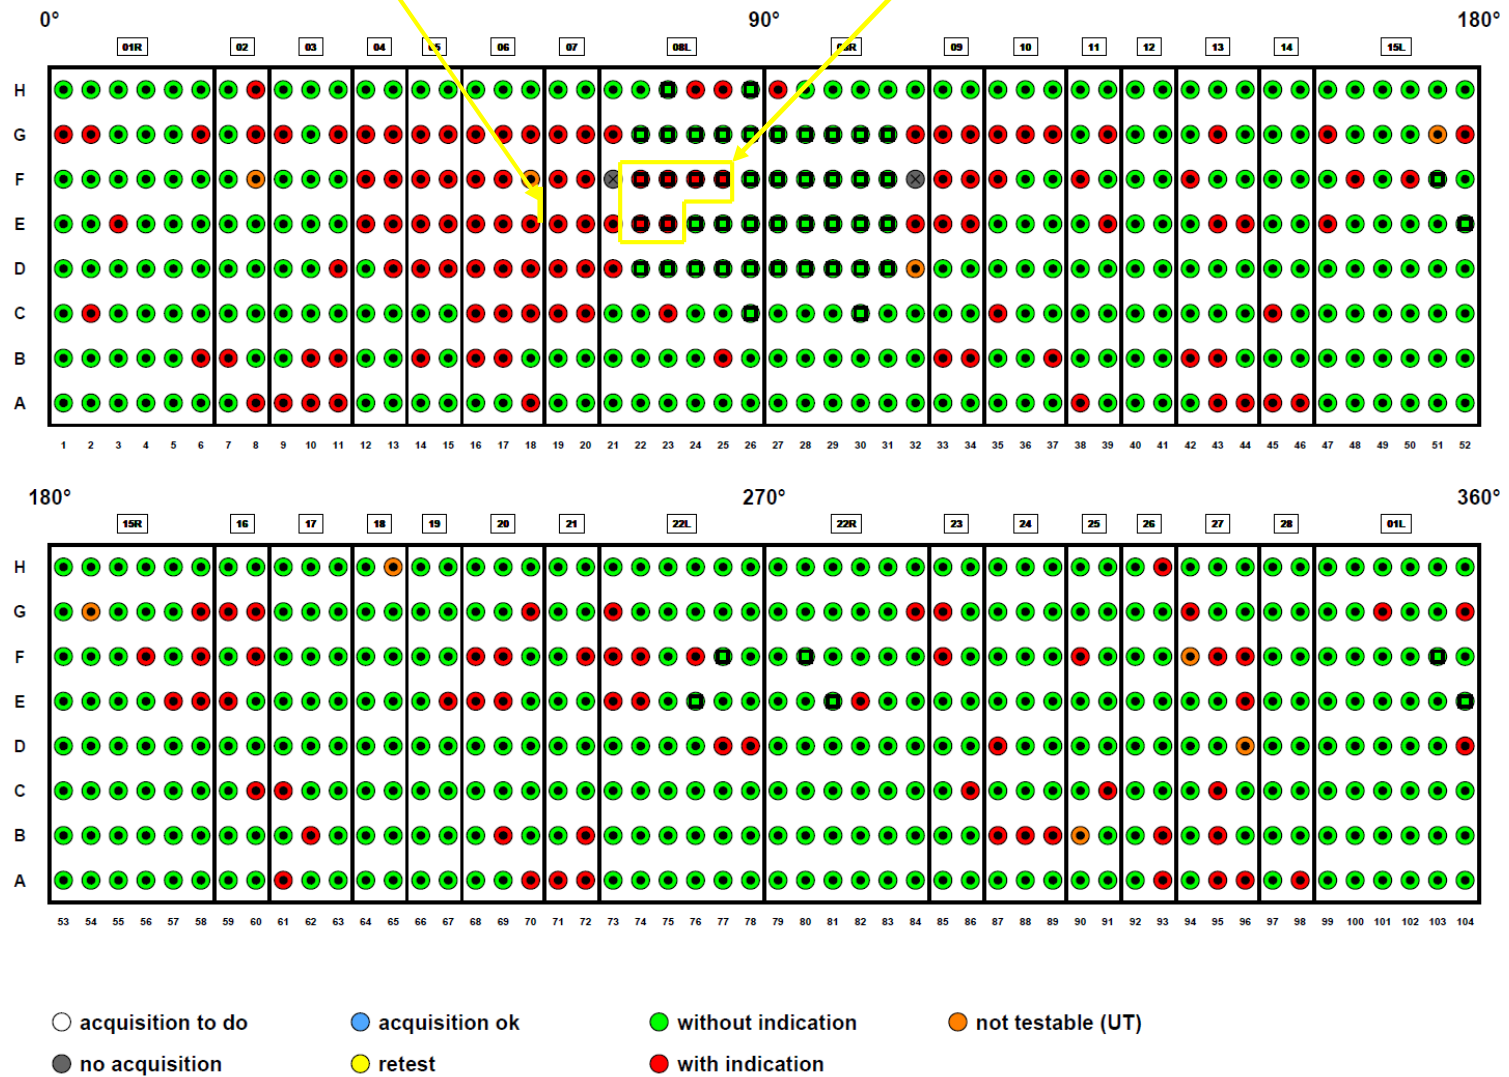 0° 90° 180°
01R 02 03 04 05 06 07 08L 08R 09 10 11 12 13 14 15L
H
G
F
E
D
C
B
A
1 2 3 4 5 6 7 8 9 10 11 12 13 14 15 16 17 18 19 20 21 22 23 24 25 26 27 28 29 30 31 32 33 34 35 36 37 38 39 40 41 42 43 44 45 46 47 48 49 50 51 52
180° 270° 360°
15R 16 17 18 19 20 21 22L 22R 23 24 25 26 27 28 01L
H
G
F
E
D
C
B
A
53 54 55 56 57 58 59 60 61 62 63 64 65 66 67 68 69 70 71 72 73 74 75 76 77 78 79 80 81 82 83 84 85 86 87 88 89 90 91 92 93 94 95 96 97 98 99 100 101 102 103 104
acquisition to do acquisition ok without indication not testable (UT)
no acquisition retest with indication